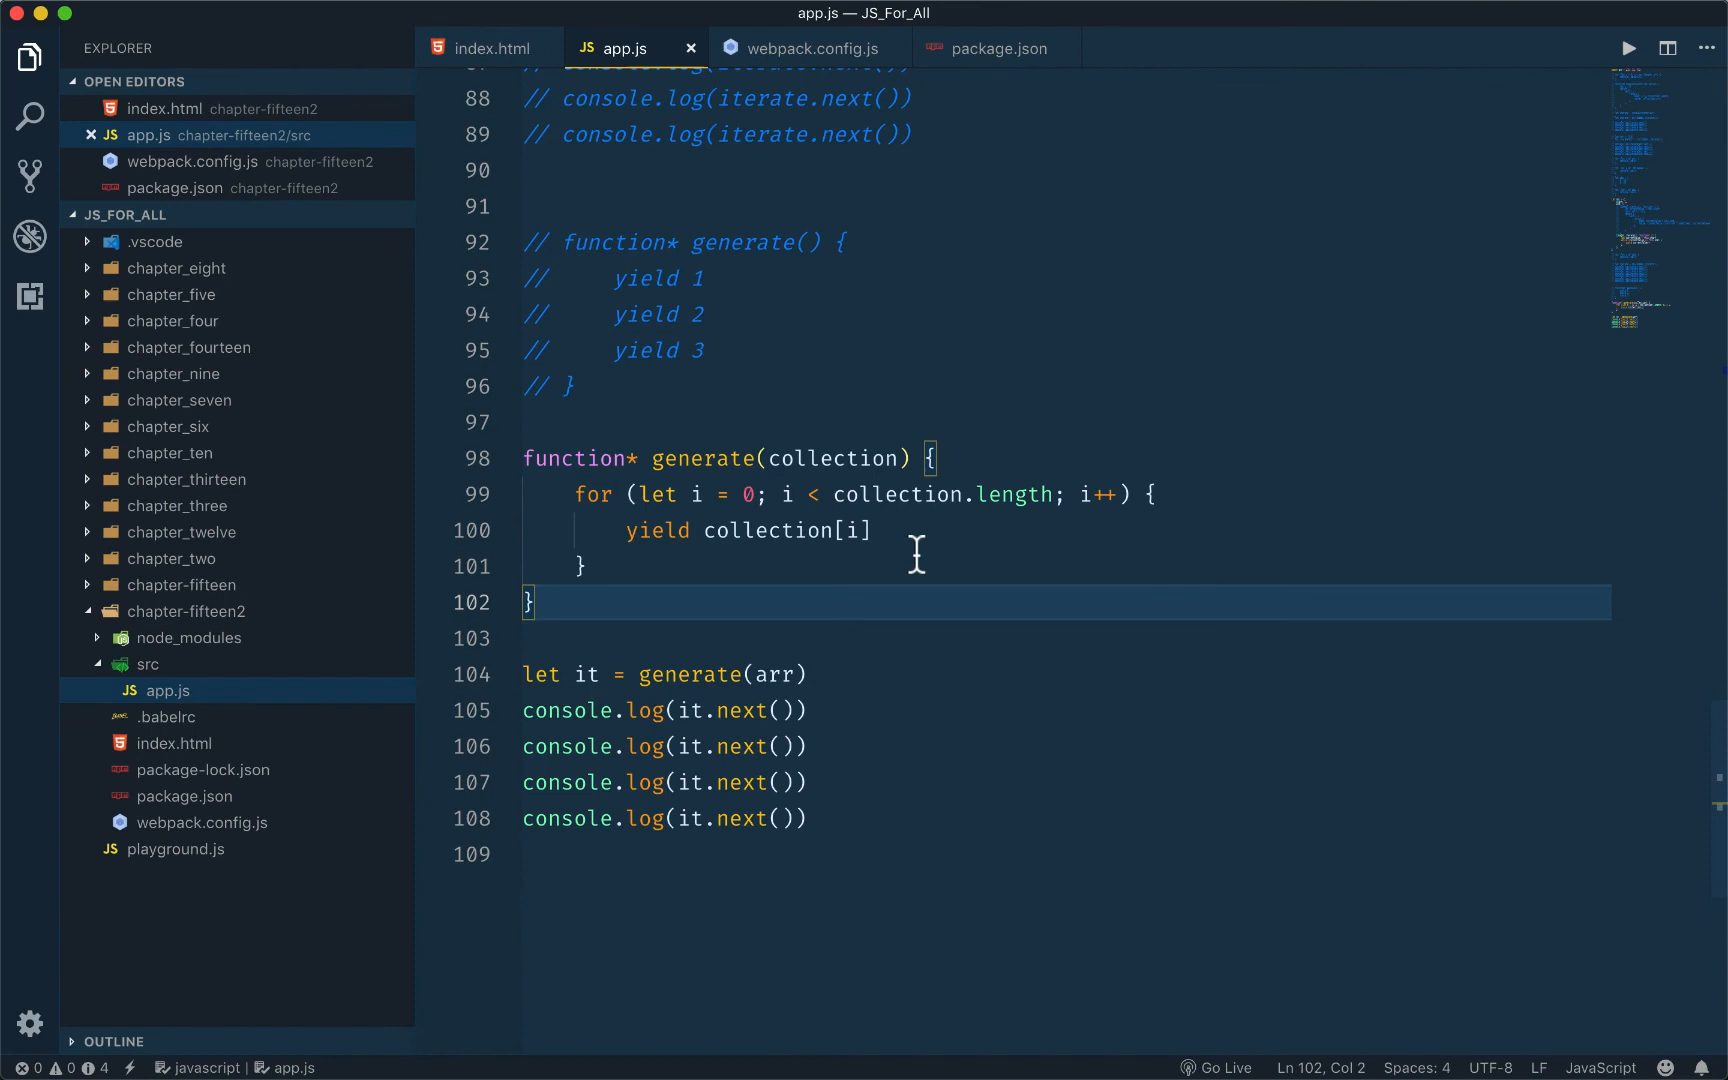 app.js — JS_For_All
EXPLORER
OPEN EDITORS
index.html chapter-fifteen2
JS app.js chapter-fifteen2/src
webpack.config.js chapter-fifteen2
package.json chapter-fifteen2
JS_FOR_ALL
.vscode
chapter_eight
chapter_five
chapter_four
chapter_fourteen
chapter_nine
chapter_seven
chapter_six
chapter_ten
chapter_thirteen
chapter_three
chapter_twelve
chapter_two
chapter-fifteen
chapter-fifteen2
node_modules
src
JS app.js
.babelrc
index.html
package-lock.json
package.json
webpack.config.js
JS playground.js
OUTLINE
index.html
JS app.js
webpack.config.js
package.json
88 // console.log(iterate.next())
89 // console.log(iterate.next())
90
91
92 // function* generate() {
93 //     yield 1
94 //     yield 2
95 //     yield 3
96 // }
97
98 function* generate(collection) {
99     for (let i = 0; i < collection.length; i++) {
100         yield collection[i]
101     }
102 }
103
104 let it = generate(arr)
105 console.log(it.next())
106 console.log(it.next())
107 console.log(it.next())
108 console.log(it.next())
109
0 0 4 javascript | app.js
Go Live Ln 102, Col 2 Spaces: 4 UTF-8 LF JavaScript